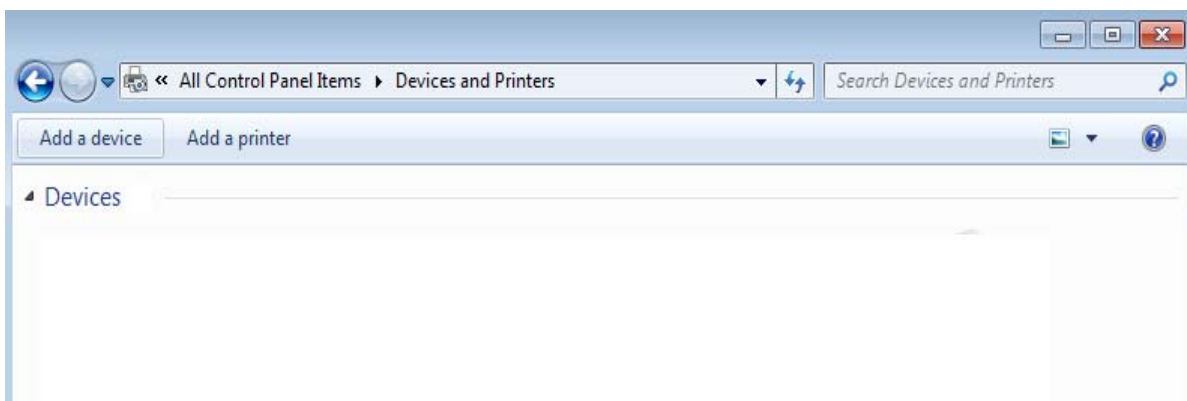 « All Control Panel Items ▸ Devices and Printers Search Devices and Printers
Add a device Add a printer
Devices